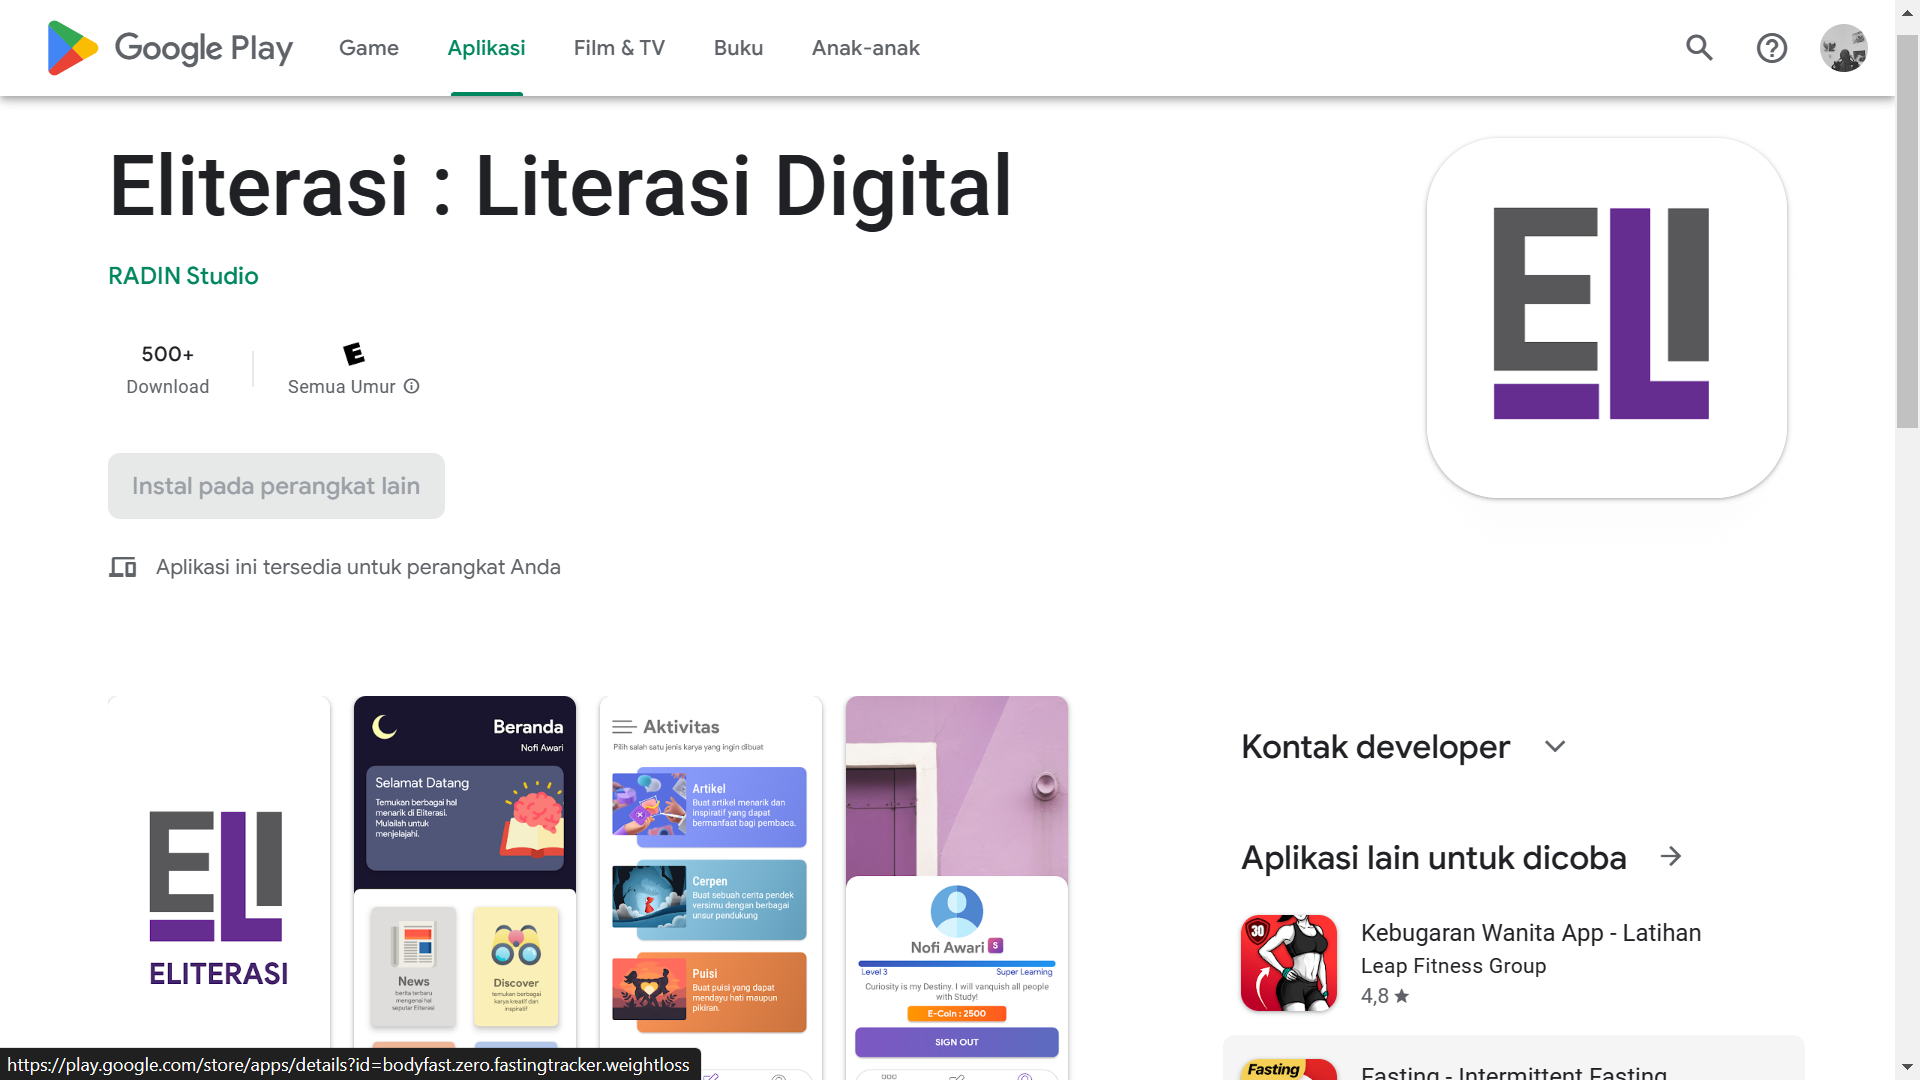 Google Play
Game
Aplikasi
Film & TV
Buku
Anak-anak
Eliterasi : Literasi Digital
RADIN Studio
500+
Download
E
Semua Umur
Instal pada perangkat lain
Aplikasi ini tersedia untuk perangkat Anda
ELI
ELI
ELITERASI
Beranda
Nofi Awari
Selamat Datang
Temukan berbagai hal
menarik di Eliterasi.
Mulailah untuk
menjelajahi.
News
berita terbaru
mengenai hal
seputar Eliterasi
Discover
temukan berbagai
karya kreatif dan
inspiratif
Aktivitas
Pilih salah satu jenis karya yang ingin dibuat
Artikel
Buat artikel menarik dan
inspiratif yang dapat
bermanfaat bagi pembaca.
Cerpen
Buat sebuah cerita pendek
versimu dengan berbagai
unsur pendukung
Puisi
Buat puisi yang dapat
mendayu hati maupun
pikiran.
Nofi Awari S
Level 3
Super Learning
Curiosity is my Destiny. I will vanquish all people
with Study!
E-Coin : 2500
SIGN OUT
Kontak developer
Aplikasi lain untuk dicoba
30
Kebugaran Wanita App - Latihan
Leap Fitness Group
4,8
Fasting
Fasting - Intermittent Fasting
https://play.google.com/store/apps/details?id=bodyfast.zero.fastingtracker.weightloss